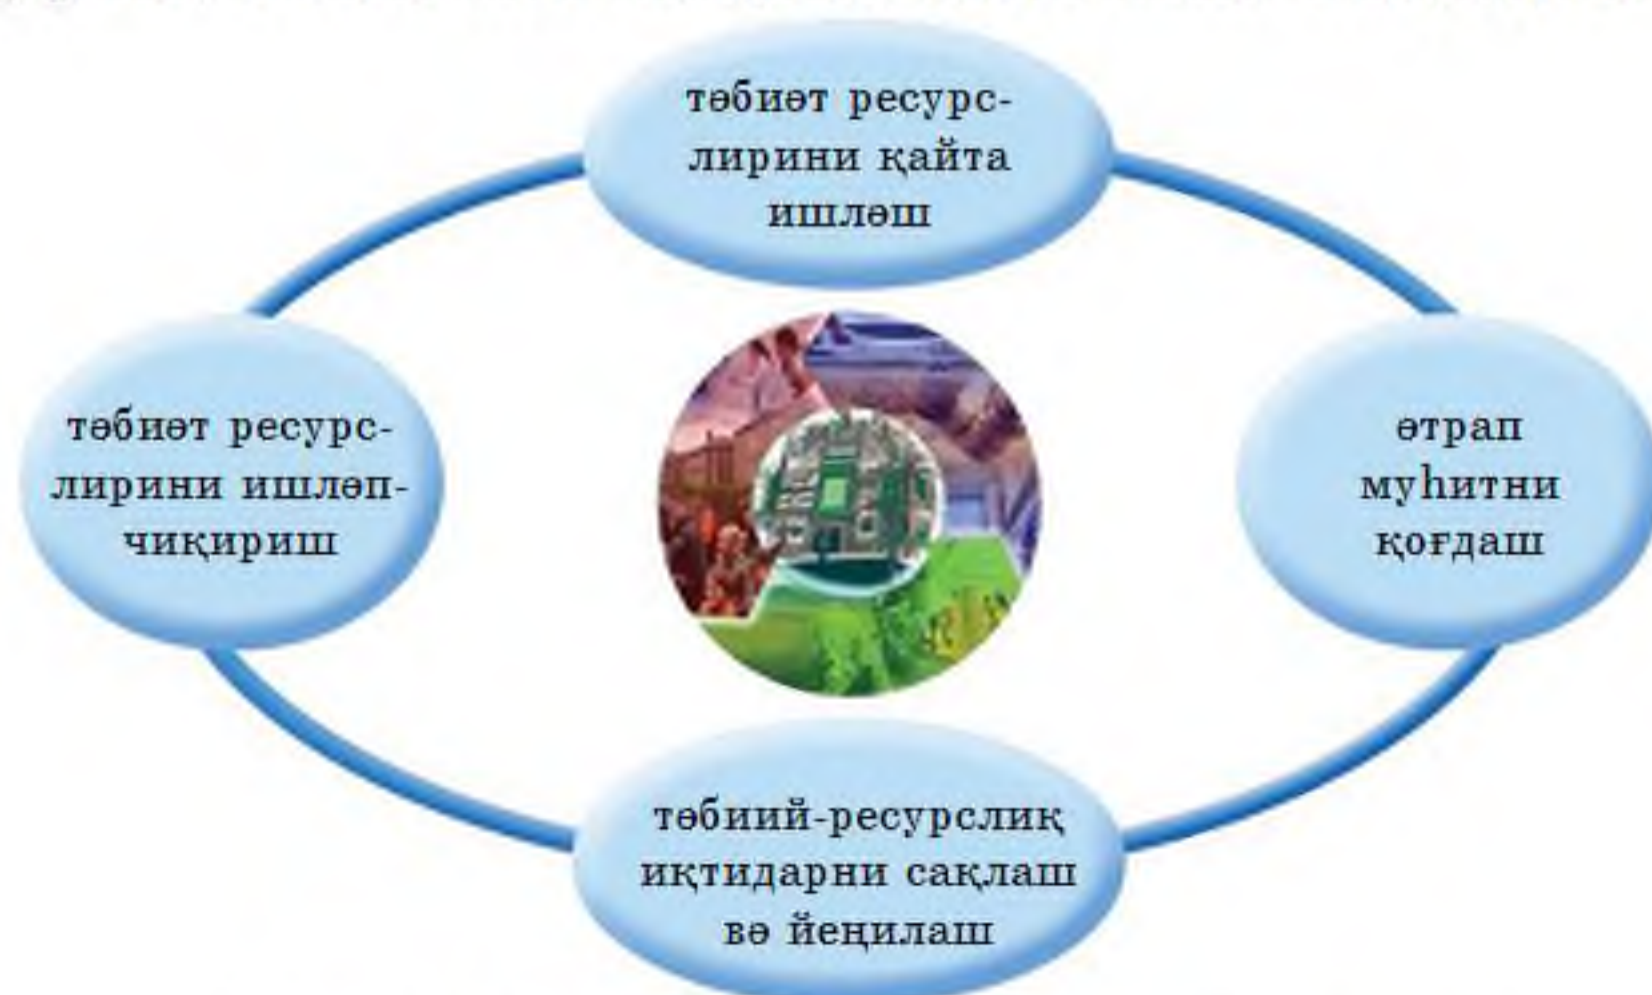 тәбиәт ресурс-
лирини қайта
ишләш
тәбиәт ресурс-
лирини ишләп-
чиқириш
әтрап
муһитни
қоғдаш
тәбиий-ресурслиқ
иқтидарни сақлаш
вә йеңилаш